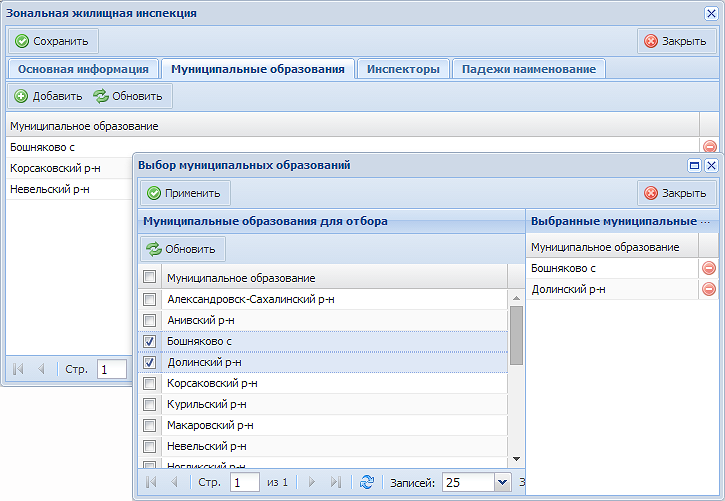 Зональная жилищная инспекция
Сохранить
Закрыть
Основная информация
Муниципальные образования
Инспекторы
Падежи наименование
Добавить
Обновить
Муниципальное образование
Бошняково с
Корсаковский р-н
Невельский р-н
Стр. 1
Выбор муниципальных образований
Применить
Закрыть
Муниципальные образования для отбора
Обновить
Муниципальное образование
Александровск-Сахалинский р-н
Анивский р-н
Бошняково с
Долинский р-н
Корсаковский р-н
Курильский р-н
Макаровский р-н
Невельский р-н
Ногликский р-н
Стр. 1 из 1
Записей: 25
З
Выбранные муниципальные ...
Муниципальное образование
Бошняково с
Долинский р-н